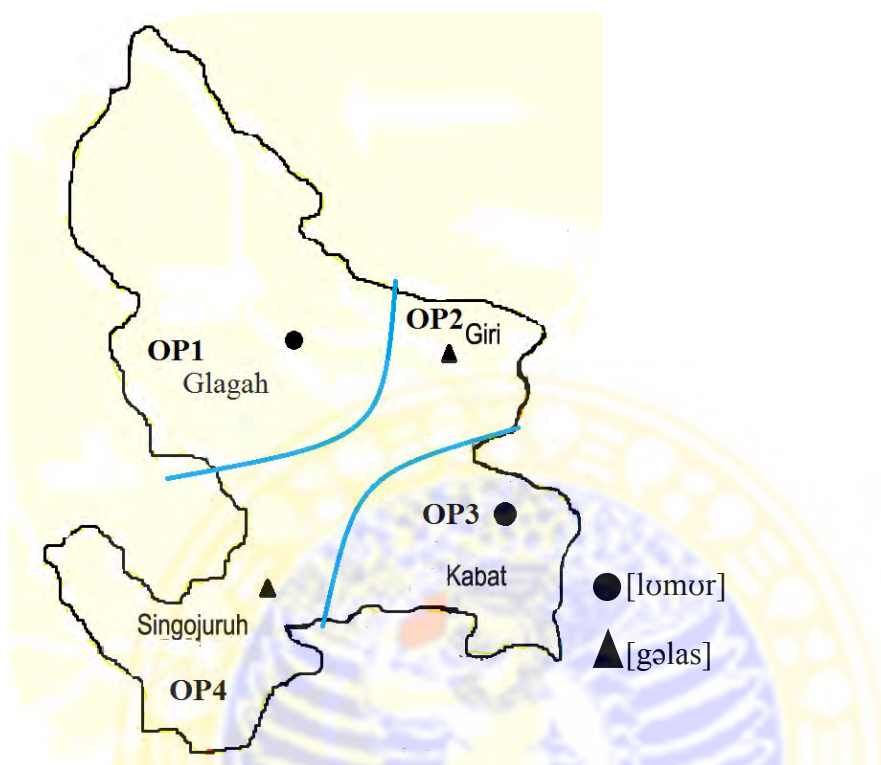 OP2
Giri
OP1
Glagah
OP3
Kabat
[lʊmʊr]
Singojuruh
[gəlas]
OP4